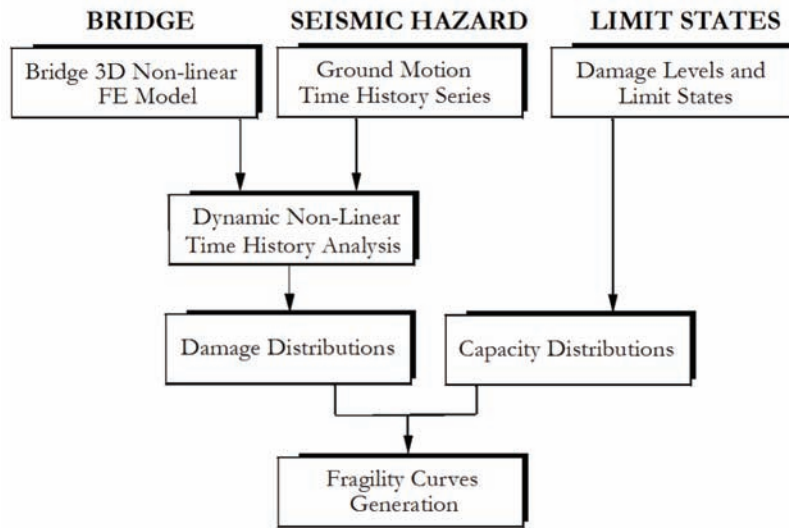 BRIDGE
SEISMIC HAZARD
LIMIT STATES
Bridge 3D Non-linear
FE Model
Ground Motion
Time History Series
Damage Levels and
Limit States
Dynamic Non-Linear
Time History Analysis
Damage Distributions
Capacity Distributions
Fragility Curves
Generation